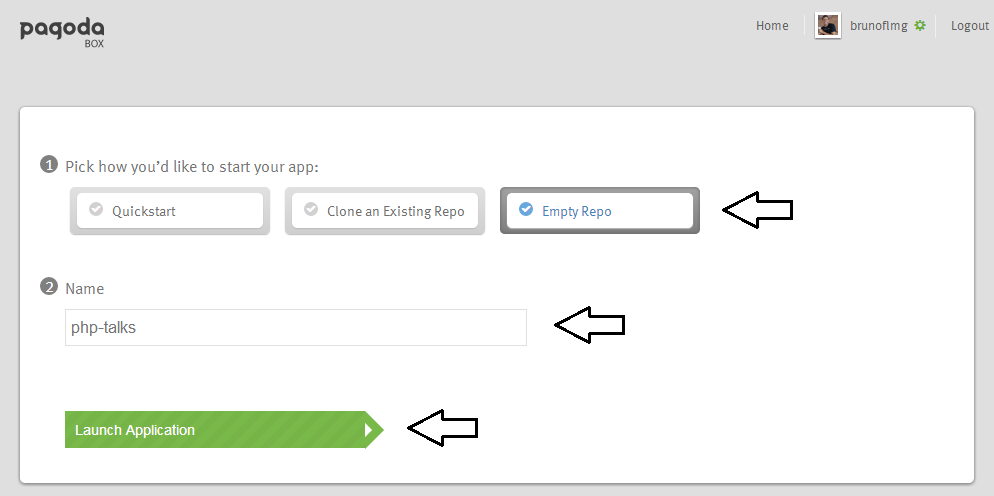 pagoda
BOX
Home
brunoflmg
Logout
1 Pick how you'd like to start your app:
Quickstart
Clone an Existing Repo
Empty Repo
2 Name
php-talks
Launch Application